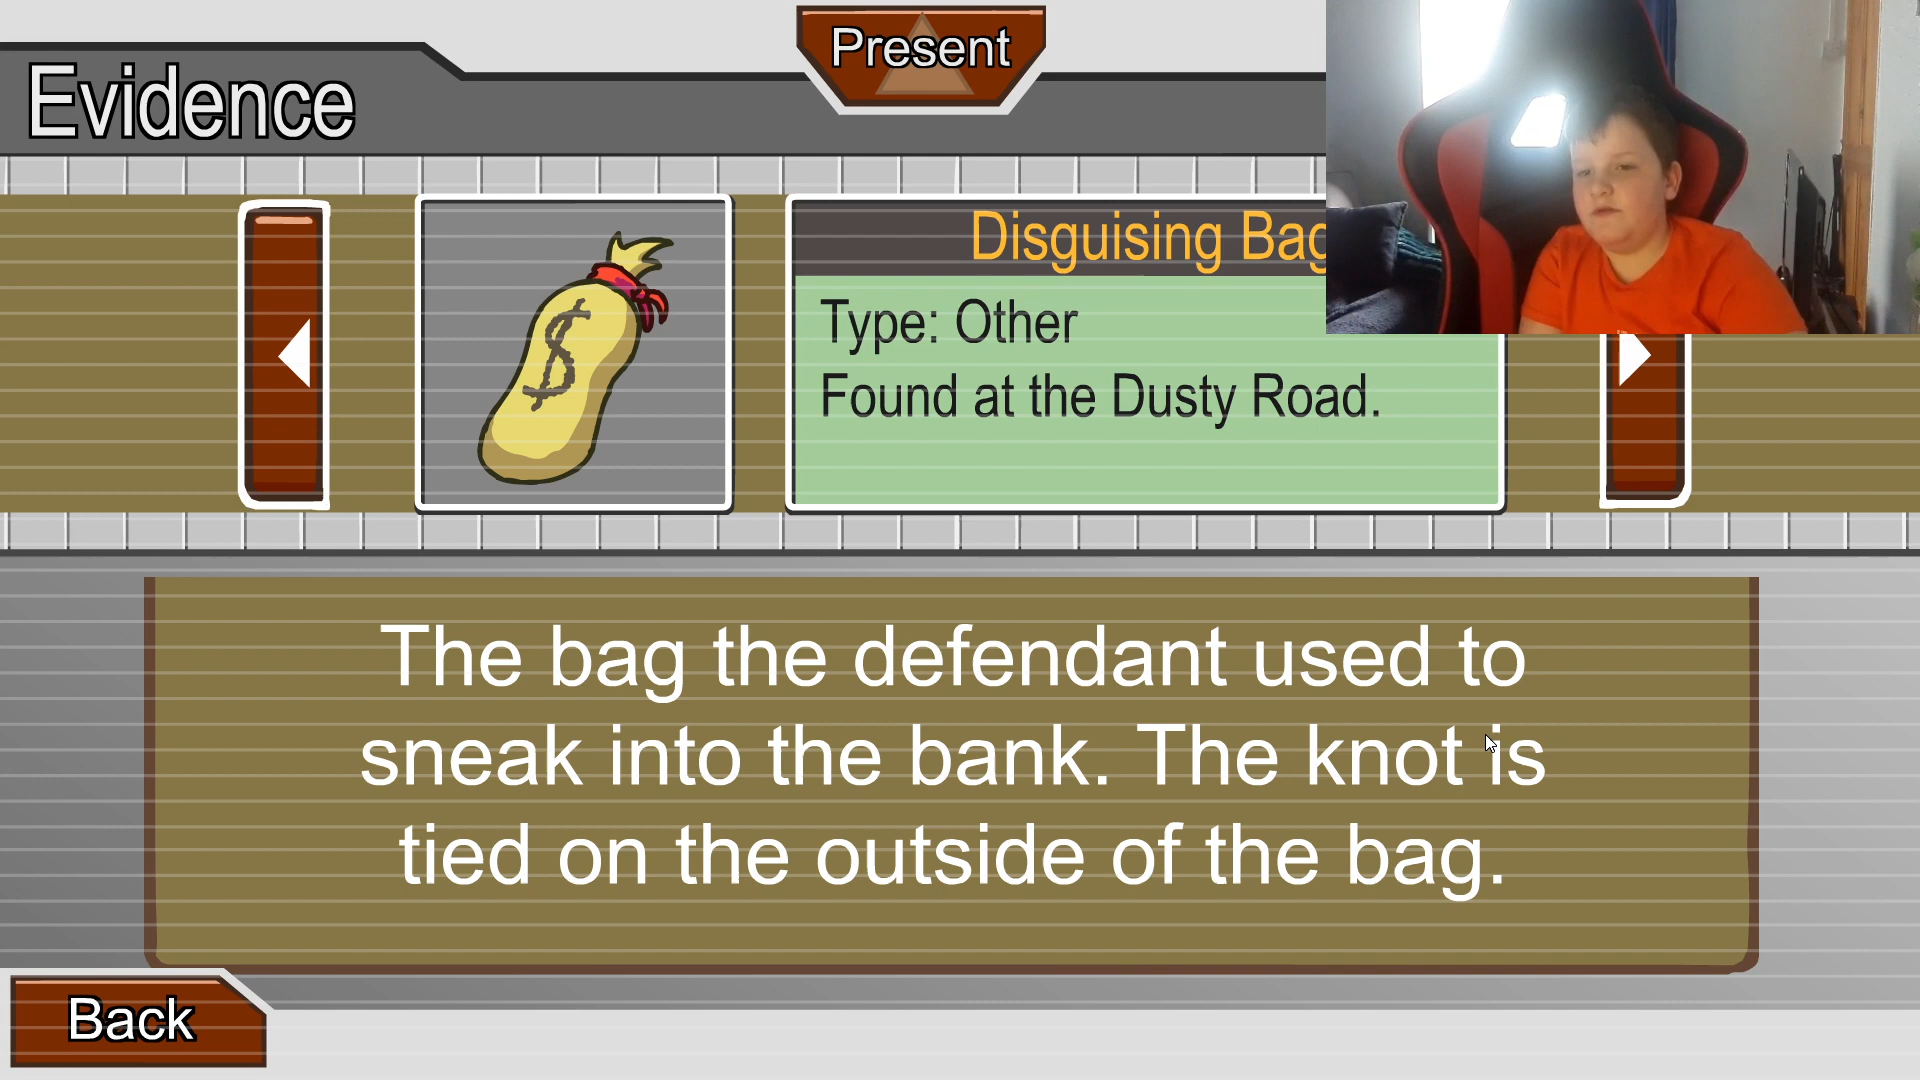 Present
Evidence
Disguising Bag
Type: Other
Found at the Dusty Road.
The bag the defendant used to
sneak into the bank. The knot is
tied on the outside of the bag.
Back